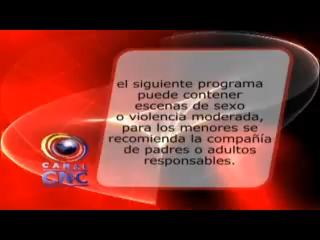 el siguiente programa
puede contener
escenas de sexo
o violencia moderada,
para los menores se
recomienda la compañía
de padres o adultos
responsables.
CANAL
CNC